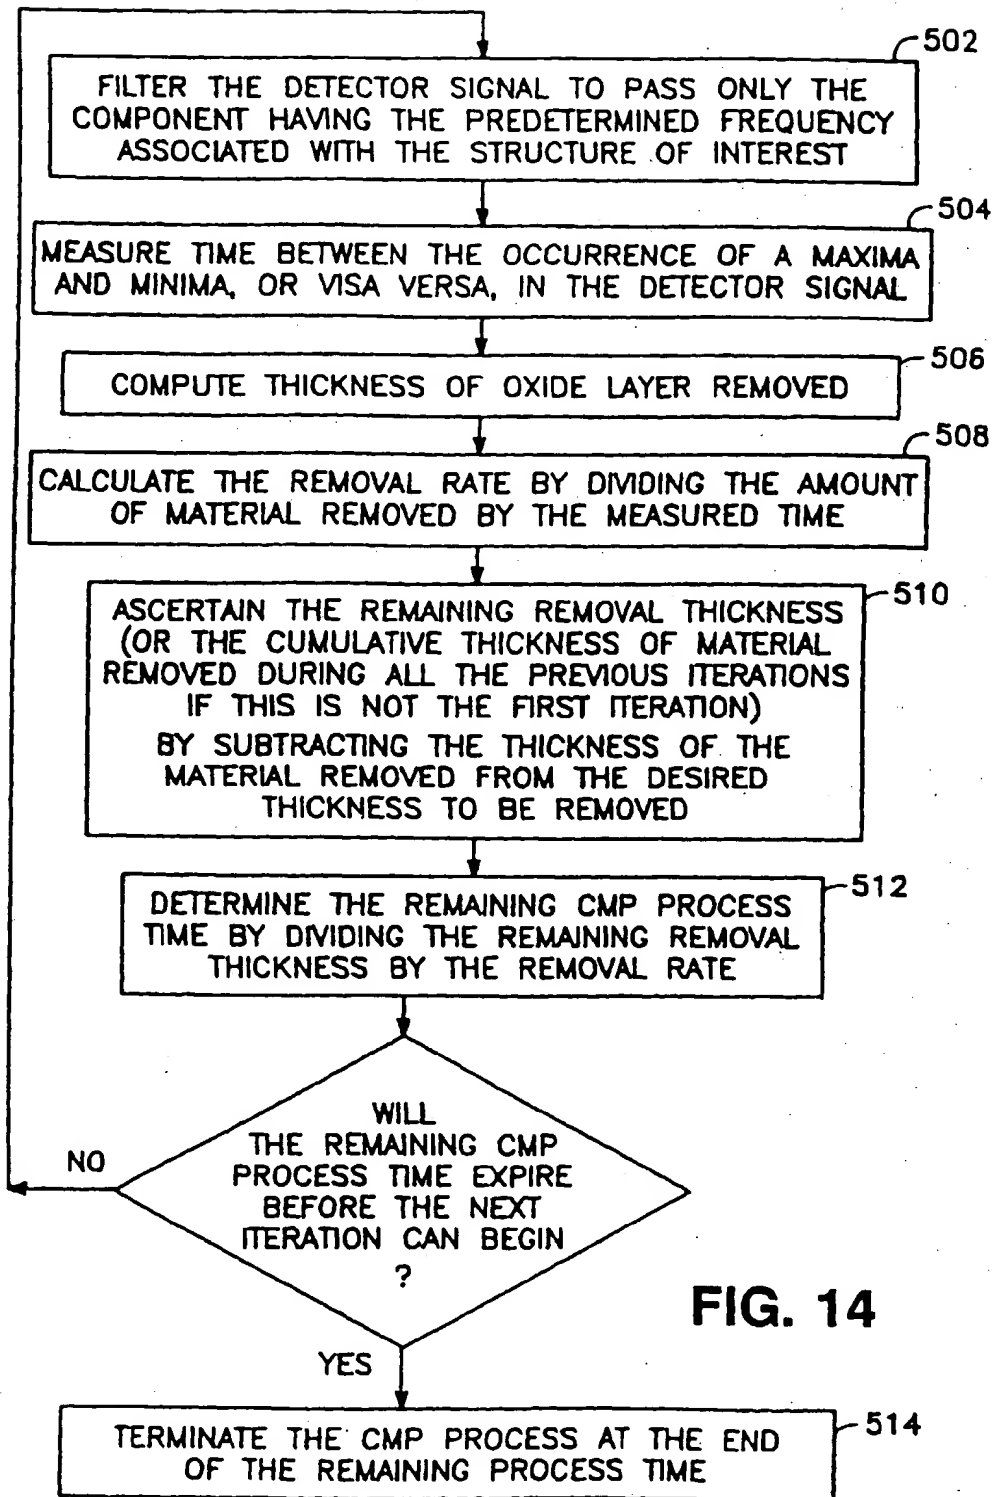 502
FILTER THE DETECTOR SIGNAL TO PASS ONLY THE
COMPONENT HAVING THE PREDETERMINED FREQUENCY
ASSOCIATED WITH THE STRUCTURE OF INTEREST
504
MEASURE TIME BETWEEN THE OCCURRENCE OF A MAXIMA
AND MINIMA, OR VISA VERSA, IN THE DETECTOR SIGNAL
506
COMPUTE THICKNESS OF OXIDE LAYER REMOVED
508
CALCULATE THE REMOVAL RATE BY DIVIDING THE AMOUNT
OF MATERIAL REMOVED BY THE MEASURED TIME
510
ASCERTAIN THE REMAINING REMOVAL THICKNESS
(OR THE CUMULATIVE THICKNESS OF MATERIAL
REMOVED DURING ALL THE PREVIOUS ITERATIONS
IF THIS IS NOT THE FIRST ITERATION)
BY SUBTRACTING THE THICKNESS OF THE
MATERIAL REMOVED FROM THE DESIRED
THICKNESS TO BE REMOVED
512
DETERMINE THE REMAINING CMP PROCESS
TIME BY DIVIDING THE REMAINING REMOVAL
THICKNESS BY THE REMOVAL RATE
WILL
THE REMAINING CMP
PROCESS TIME EXPIRE
BEFORE THE NEXT
ITERATION CAN BEGIN
?
NO
FIG. 14
YES
514
TERMINATE THE CMP PROCESS AT THE END
OF THE REMAINING PROCESS TIME